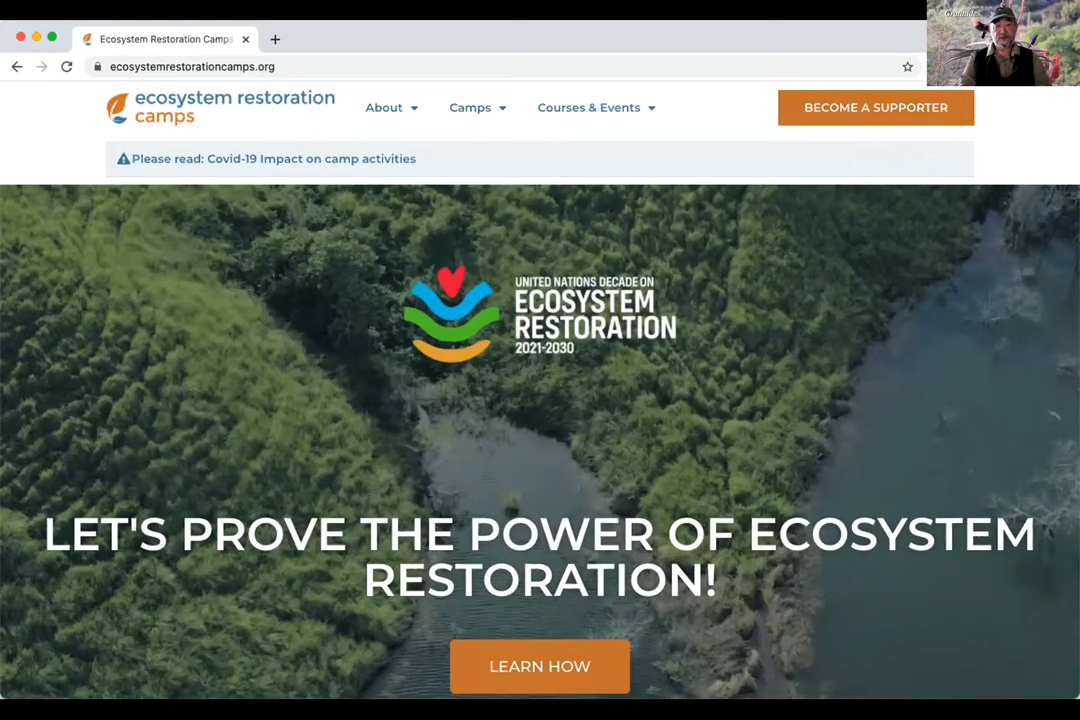 Gratitude
Ecosystem Restoration Camps
ecosystemrestorationcamps.org
ecosystem restoration
camps
About
Camps
Courses & Events
BECOME A SUPPORTER
Please read: Covid-19 Impact on camp activities
UNITED NATIONS DECADE ON
ECOSYSTEM
RESTORATION
2021-2030
LET'S PROVE THE POWER OF ECOSYSTEM
RESTORATION!
LEARN HOW